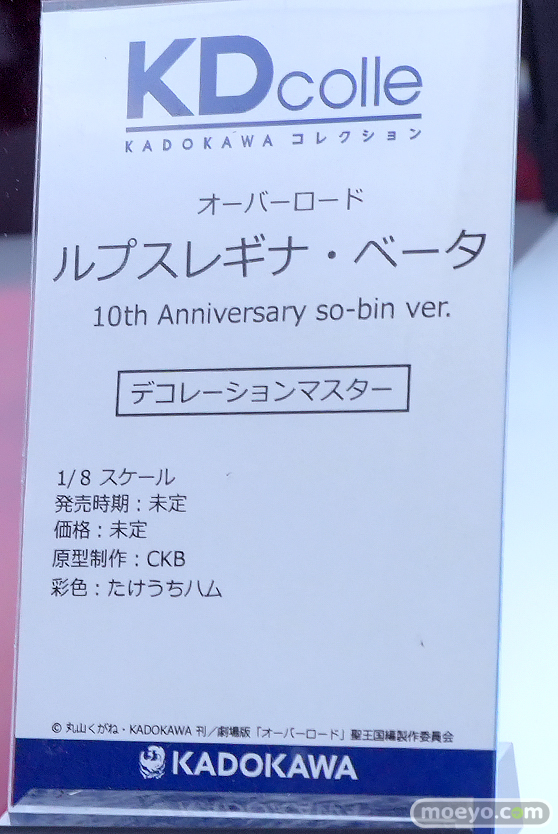 KDcolle
KADOKAWA コレクション
オーバーロード
ルプスレギナ・ベータ
10th Anniversary so-bin ver.
デコレーションマスター
1/8 スケール
発売時期：未定
価格：未定
原型制作：CKB
彩色：たけうちハム
© 丸山くがね・KADOKAWA 刊／劇場版「オーバーロード」聖王国編製作委員会
KADOKAWA
moeyo.com